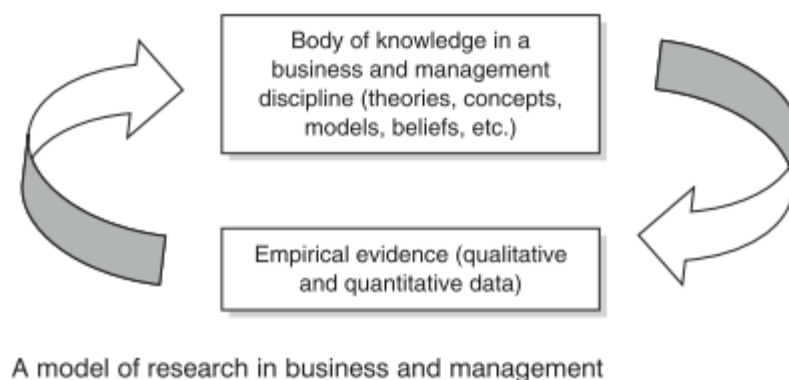 Body of knowledge in a
business and management
discipline (theories, concepts,
models, beliefs, etc.)
Empirical evidence (qualitative
and quantitative data)
A model of research in business and management